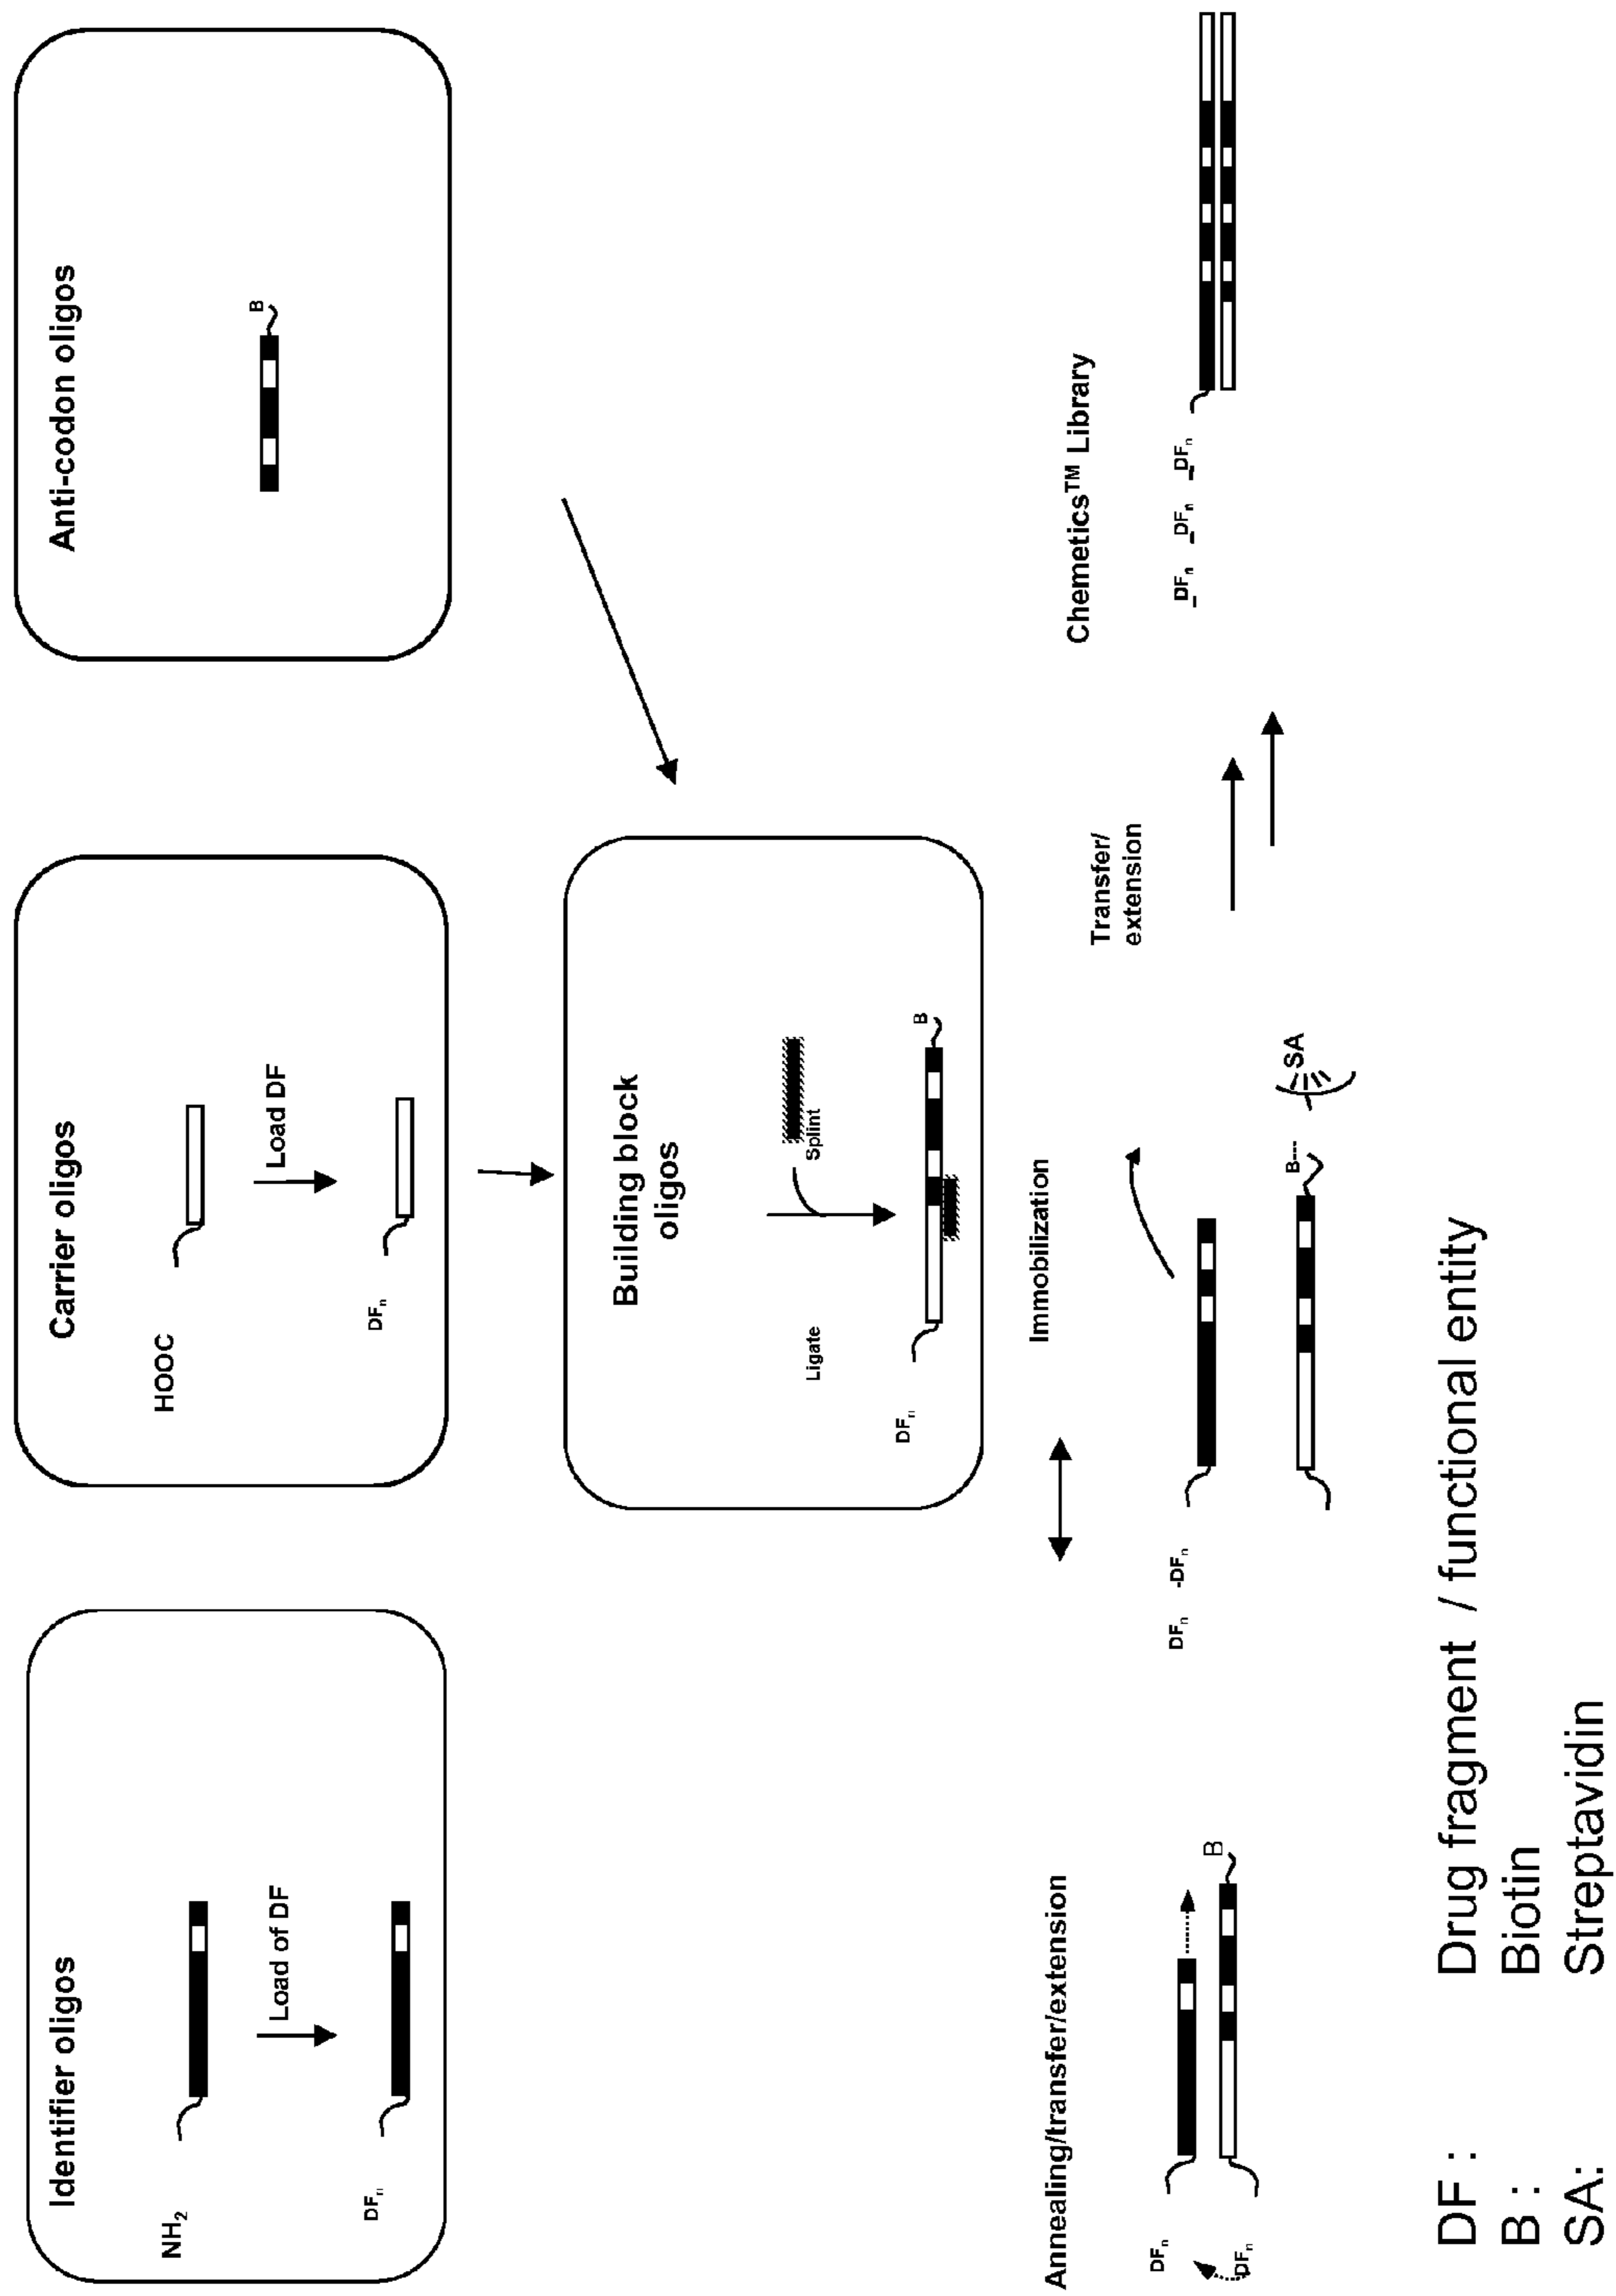 Identifier oligos
NH2
Load of DF
DFn
Carrier oligos
HOOC
Load DF
DFn
Anti-codon oligos
B
Building block
oligos
Ligate
Splint
DFn
B
Annealing/transfer/extension
DFn
DFn
B
Immobilization
DFn -DFn
B---
SA
Transfer/
extension
Chemetics™ Library
DFn DFn DFn
DF : Drug fragment / functional entity
B : Biotin
SA: Streptavidin